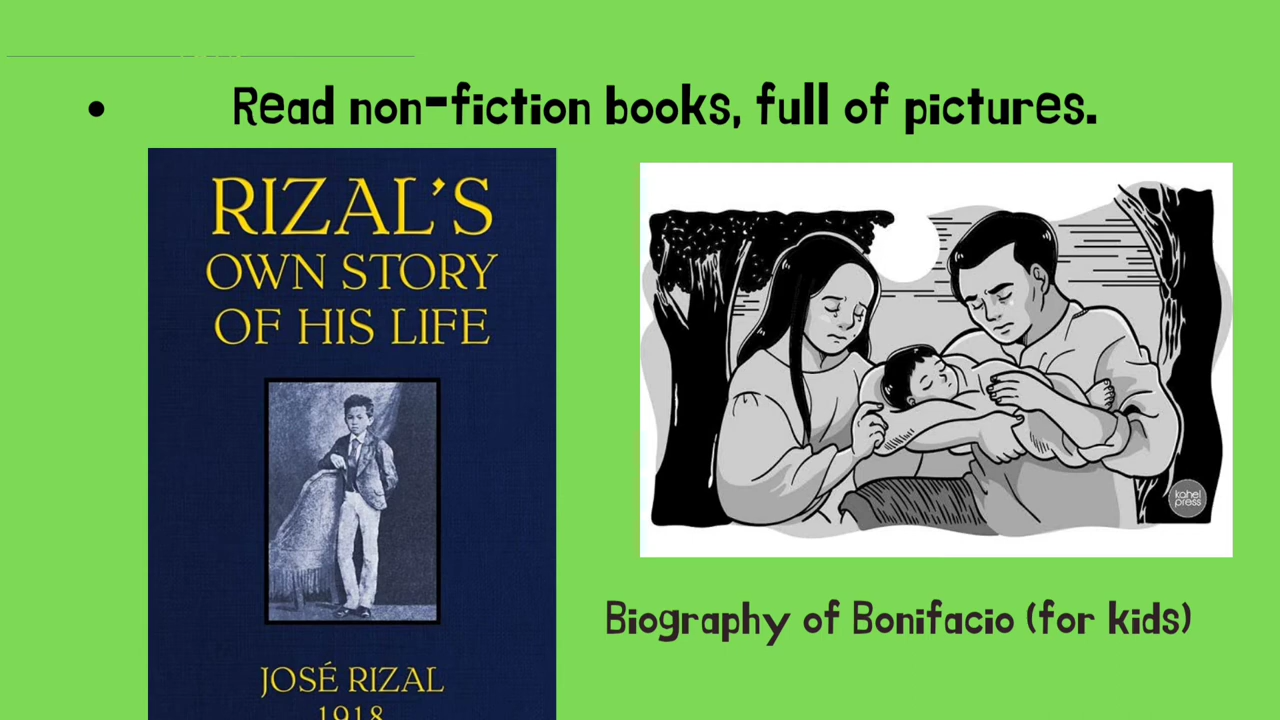 • Read non-fiction books, full of pictures.
RIZAL'S
OWN STORY
OF HIS LIFE
JOSÉ RIZAL
1918
kahel
press
Biography of Bonifacio (for kids)